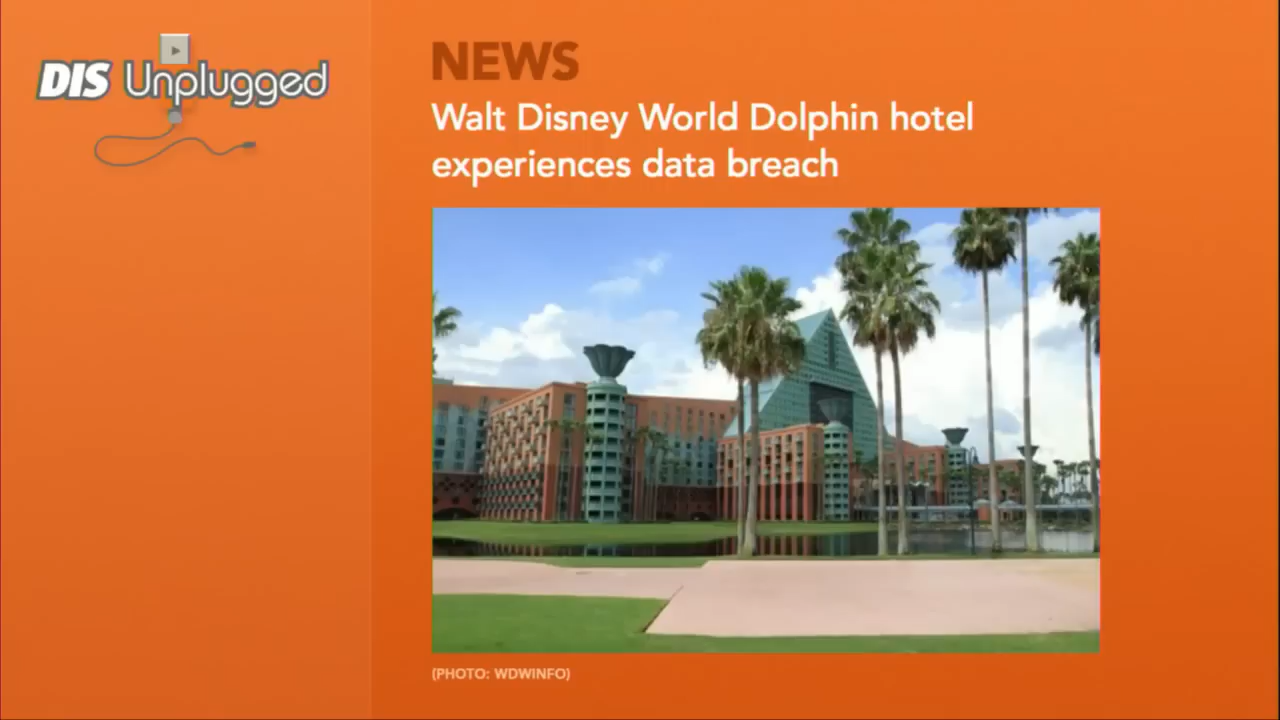 DIS Unplugged
NEWS
Walt Disney World Dolphin hotel
experiences data breach
(PHOTO: WDWINFO)